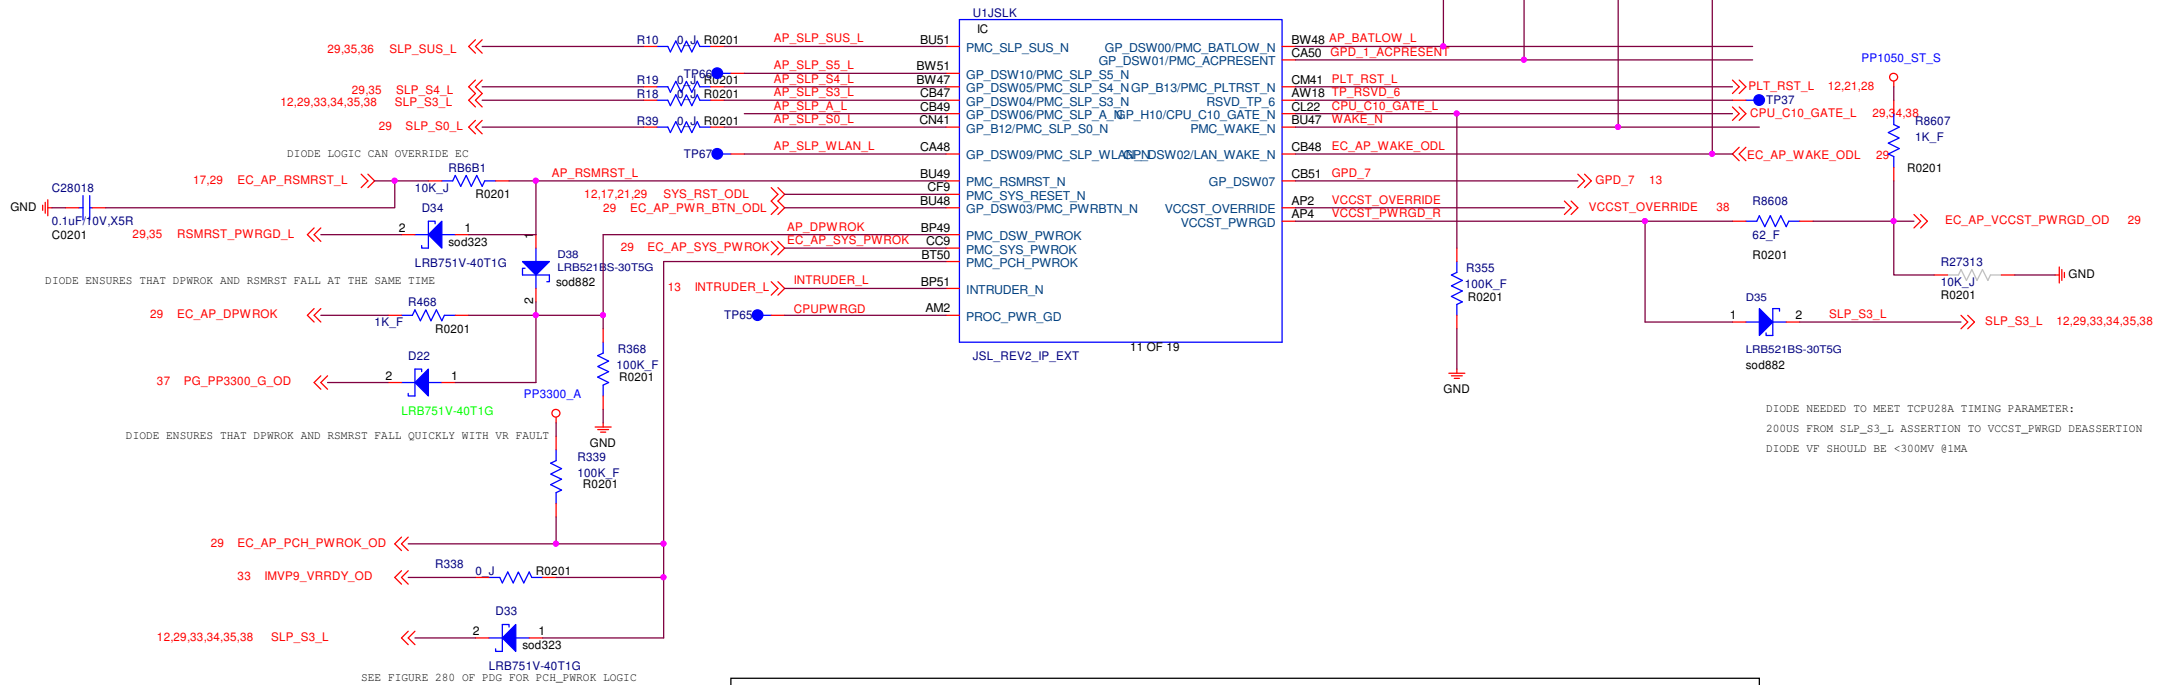 U1JSLK
IC
29,35,36 SLP_SUS_L R10 0_J R0201 AP_SLP_SUS_L BU51 PMC_SLP_SUS_N
TP66 AP_SLP_S5_L BW51 GP_DSW10/PMC_SLP_S5_N
29,35 SLP_S4_L R19 0_J R0201 AP_SLP_S4_L BW47 GP_DSW05/PMC_SLP_S4_N
12,29,33,34,35,38 SLP_S3_L R18 0_J R0201 AP_SLP_S3_L CB47 GP_DSW04/PMC_SLP_S3_N
AP_SLP_A_L CB49 GP_DSW06/PMC_SLP_A_N
29 SLP_S0_L R39 0_J R0201 AP_SLP_S0_L CN41 GP_B12/PMC_SLP_S0_N
TP67 AP_SLP_WLAN_L CA48 GP_DSW09/PMC_SLP_WLAN_N
DIODE LOGIC CAN OVERRIDE EC
17,29 EC_AP_RSMRST_L RB6B1 10K_J R0201 AP_RSMRST_L BU49 PMC_RSMRST_N
12,17,21,29 SYS_RST_ODL CF9 PMC_SYS_RESET_N
29 EC_AP_PWR_BTN_ODL BU48 GP_DSW03/PMC_PWRBTN_N
C28018
GND
0.1uF/10V,X5R
C0201
D34
29,35 RSMRST_PWRGD_L 2 1 sod323
LRB751V-40T1G
AP_DPWROK BP49 PMC_DSW_PWROK
29 EC_AP_SYS_PWROK EC_AP_SYS_PWROK CC9 PMC_SYS_PWROK
BT50 PMC_PCH_PWROK
1
D38
LRB521BS-30T5G
sod882
2
DIODE ENSURES THAT DPWROK AND RSMRST FALL AT THE SAME TIME
13 INTRUDER_L INTRUDER_L BP51 INTRUDER_N
29 EC_AP_DPWROK R468 1K_F R0201
TP65 CPUPWRGD AM2 PROC_PWR_GD
JSL_REV2_IP_EXT
11 OF 19
D22
37 PG_PP3300_G_OD 2 1
LRB751V-40T1G
R368
100K_F
R0201
GND
DIODE ENSURES THAT DPWROK AND RSMRST FALL QUICKLY WITH VR FAULT
PP3300_A
R339
100K_F
R0201
29 EC_AP_PCH_PWROK_OD
33 IMVP9_VRRDY_OD R338 0_J R0201
D33
12,29,33,34,35,38 SLP_S3_L 2 1 sod323
LRB751V-40T1G
SEE FIGURE 280 OF PDG FOR PCH_PWROK LOGIC
GP_DSW00/PMC_BATLOW_N BW48 AP_BATLOW_L
GP_DSW01/PMC_ACPRESENT CA50 GPD_1_ACPRESENT
GP_B13/PMC_PLTRST_N CM41 PLT_RST_L PLT_RST_L 12,21,28
RSVD_TP_6 AW18 TP_RSVD_6 TP37
GP_H10/CPU_C10_GATE_N CL22 CPU_C10_GATE_L CPU_C10_GATE_L 29,34,38
PMC_WAKE_N BU47 WAKE_N
GP_DSW02/LAN_WAKE_N CB48 EC_AP_WAKE_ODL EC_AP_WAKE_ODL 29
GP_DSW07 CB51 GPD_7 GPD_7 13
VCCST_OVERRIDE AP2 VCCST_OVERRIDE VCCST_OVERRIDE 38
VCCST_PWRGD AP4 VCCST_PWRGD_R
PP1050_ST_S
R8607
1K_F
R0201
R8608
62_F
R0201
EC_AP_VCCST_PWRGD_OD 29
R27313
10K_J
R0201
GND
R355
100K_F
R0201
GND
D35
1 2 SLP_S3_L SLP_S3_L 12,29,33,34,35,38
LRB521BS-30T5G
sod882
DIODE NEEDED TO MEET TCPU28A TIMING PARAMETER:
200US FROM SLP_S3_L ASSERTION TO VCCST_PWRGD DEASSERTION
DIODE VF SHOULD BE <300MV @1MA